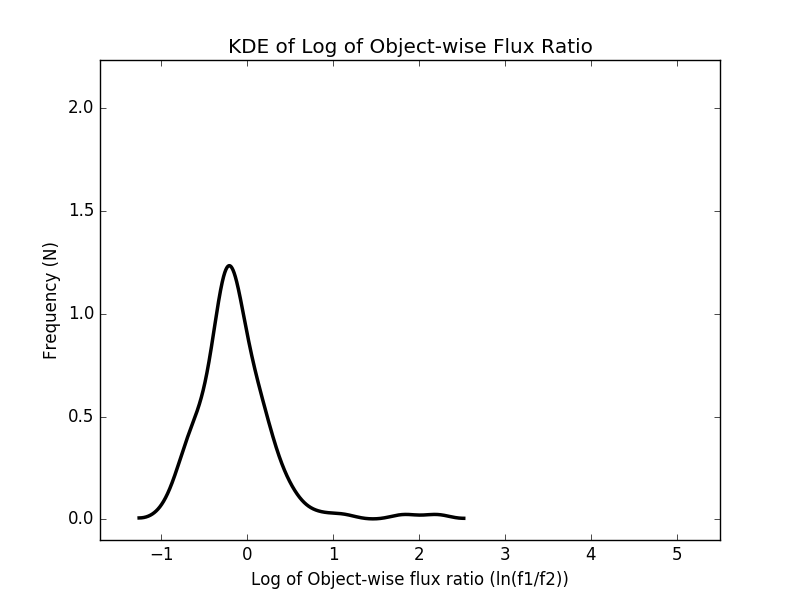 KDE of Log of Object-wise Flux Ratio
2.0
1.5
1.0
0.5
0.0
Frequency (N)
−1 0 1 2 3 4 5
Log of Object-wise flux ratio (ln(f1/f2))